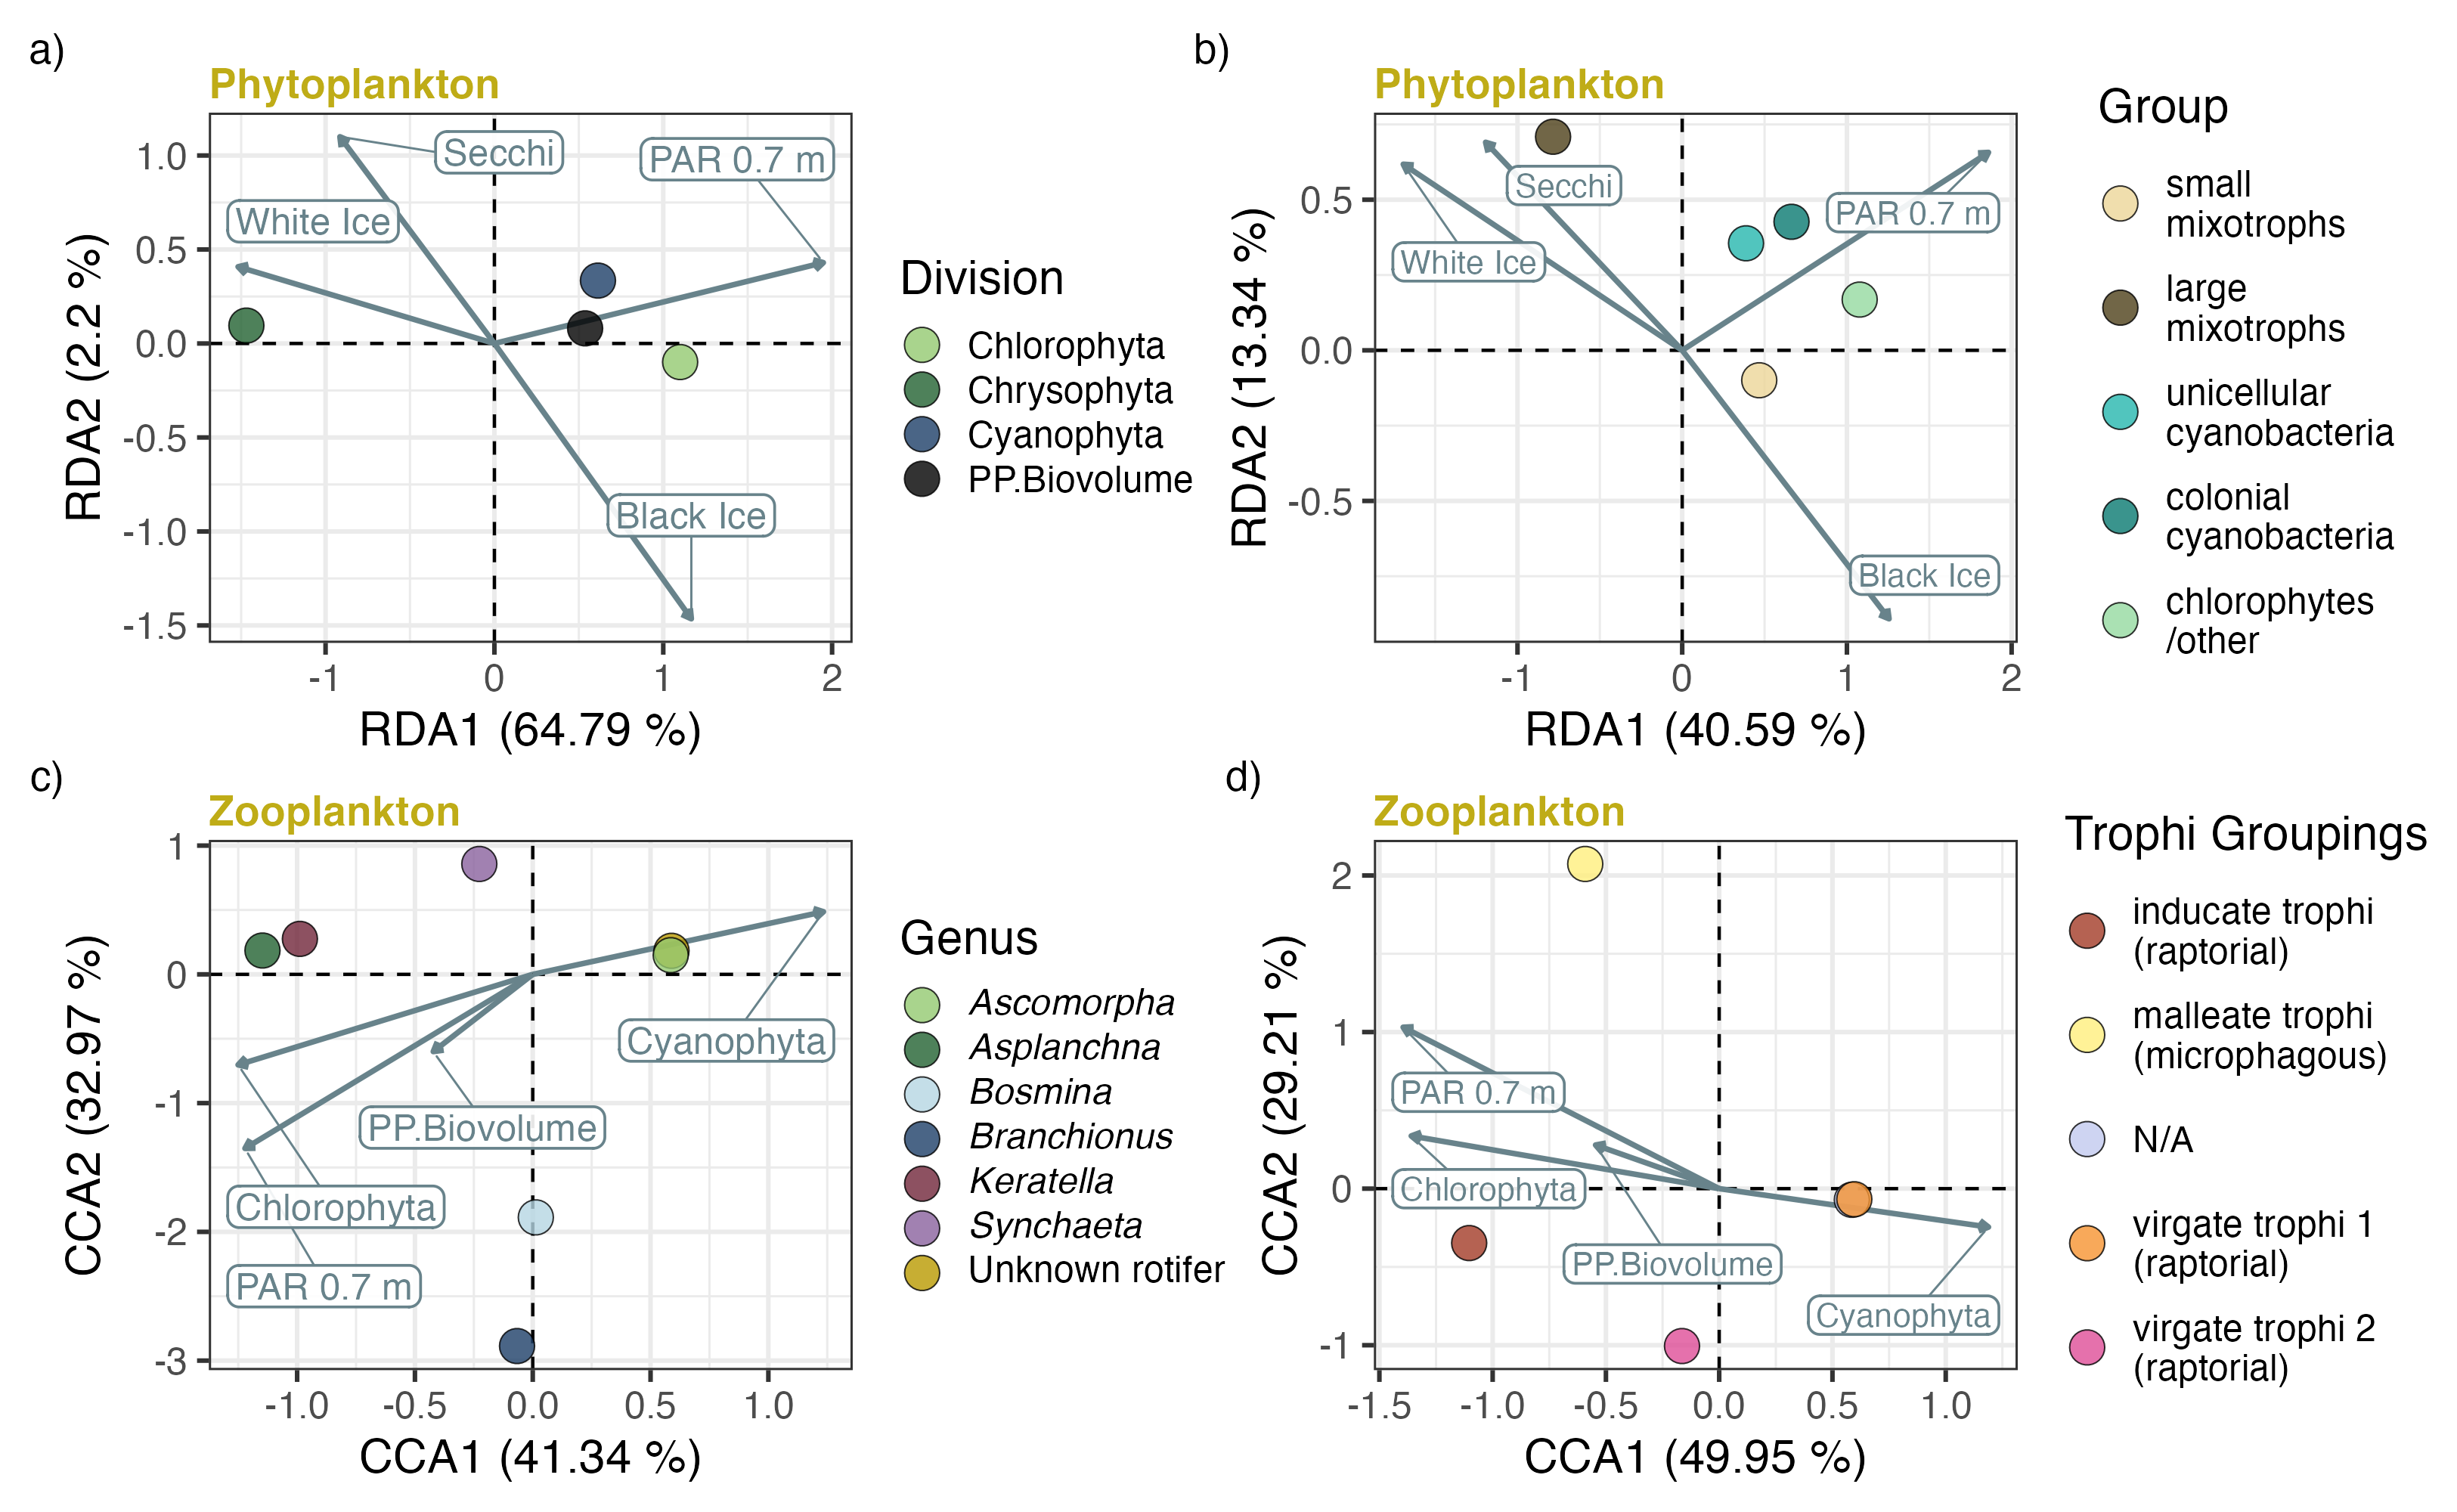 a)
Phytoplankton
Secchi
PAR 0.7 m
White Ice
Black Ice
1.0
0.5
0.0
-0.5
-1.0
-1.5
-1
0
1
2
RDA2 (2.2 %)
RDA1 (64.79 %)
Division
Chlorophyta
Chrysophyta
Cyanophyta
PP.Biovolume
b)
Phytoplankton
Secchi
PAR 0.7 m
White Ice
Black Ice
0.5
0.0
-0.5
-1
0
1
2
RDA2 (13.34 %)
RDA1 (40.59 %)
Group
small
mixotrophs
large
mixotrophs
unicellular
cyanobacteria
colonial
cyanobacteria
chlorophytes
/other
c)
Zooplankton
Cyanophyta
PP.Biovolume
Chlorophyta
PAR 0.7 m
1
0
-1
-2
-3
-1.0
-0.5
0.0
0.5
1.0
CCA2 (32.97 %)
CCA1 (41.34 %)
Genus
Ascomorpha
Asplanchna
Bosmina
Branchionus
Keratella
Synchaeta
Unknown rotifer
d)
Zooplankton
PAR 0.7 m
Chlorophyta
PP.Biovolume
Cyanophyta
2
1
0
-1
-1.5
-1.0
-0.5
0.0
0.5
1.0
CCA2 (29.21 %)
CCA1 (49.95 %)
Trophi Groupings
inducate trophi
(raptorial)
malleate trophi
(microphagous)
N/A
virgate trophi 1
(raptorial)
virgate trophi 2
(raptorial)